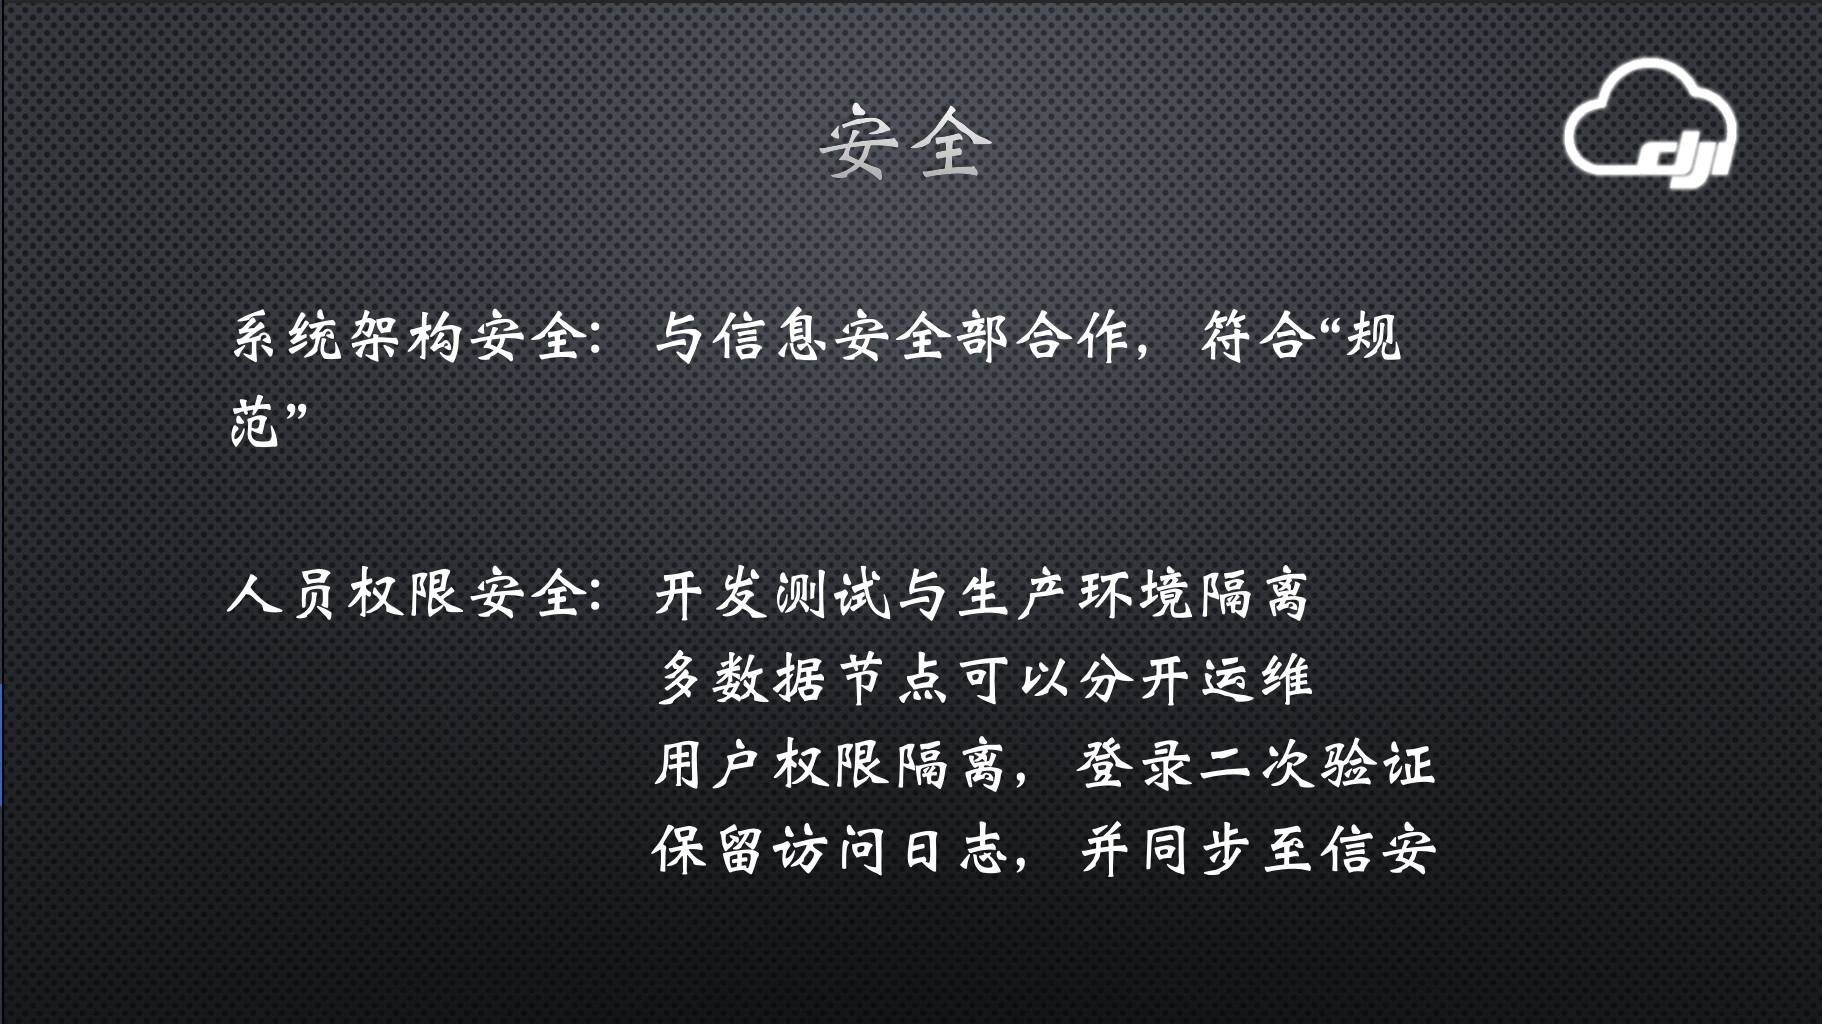 安全
dji
系统架构安全： 与信息安全部合作，符合“规
范”
人员权限安全： 开发测试与生产环境隔离
多数据节点可以分开运维
用户权限隔离，登录二次验证
保留访问日志，并同步至信安